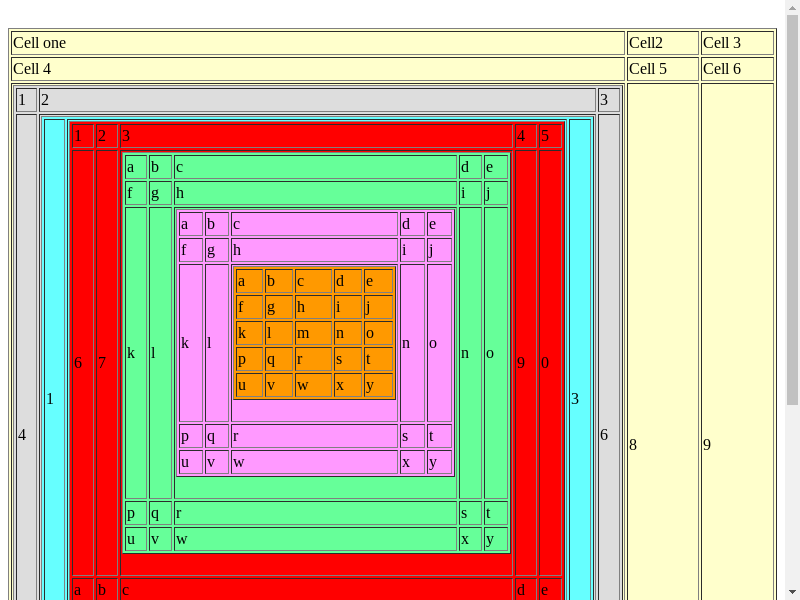 Cell one Cell2 Cell 3
Cell 4 Cell 5 Cell 6
1 2 3
1 2 3 4 5
a b c d e
f g h i j
a b c d e
f g h i j
a b c d e
f g h i j
k l m n o
k l n o
k l n o
p q r s t
6 7 9 0
u v w x y
1 3
4 6
p q r s t
8 9
u v w x y
p q r s t
u v w x y
a b c d e